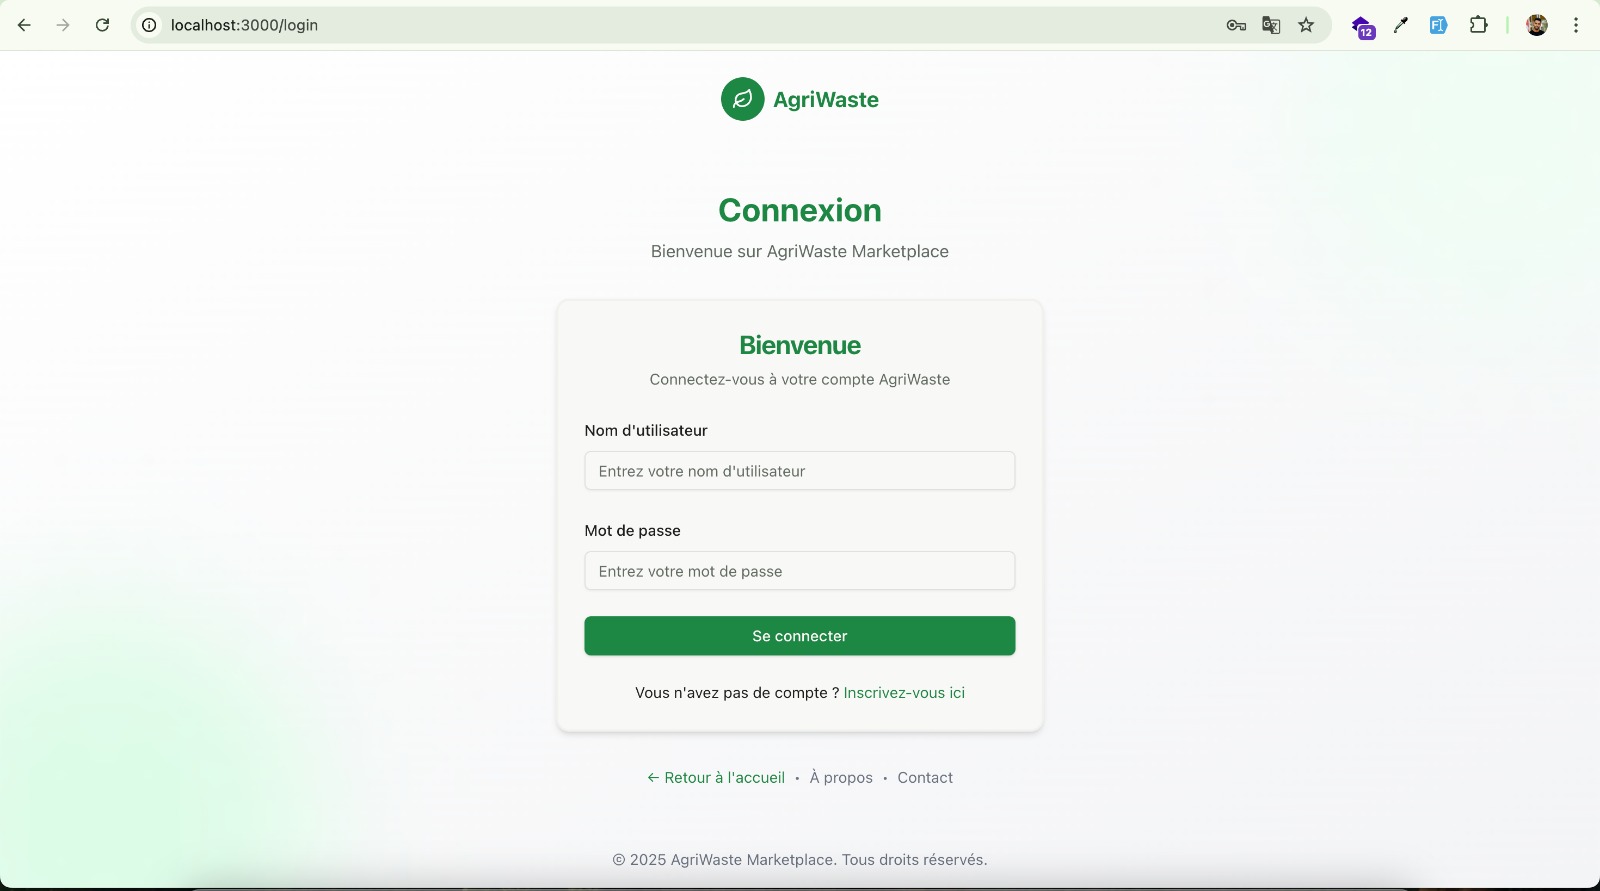 localhost:3000/login
12
AgriWaste
Connexion
Bienvenue sur AgriWaste Marketplace
Bienvenue
Connectez-vous à votre compte AgriWaste
Nom d'utilisateur
Entrez votre nom d'utilisateur
Mot de passe
Entrez votre mot de passe
Se connecter
Vous n'avez pas de compte ? Inscrivez-vous ici
← Retour à l'accueil • À propos • Contact
© 2025 AgriWaste Marketplace. Tous droits réservés.